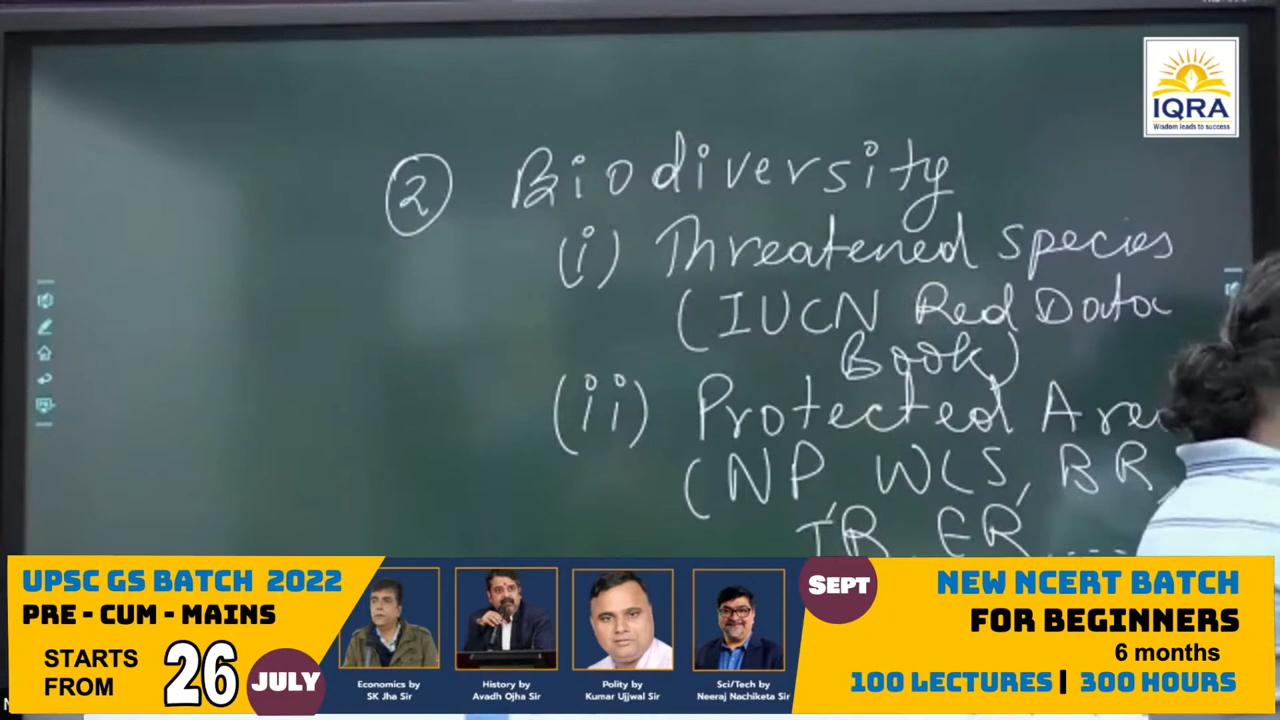 IQRA
Wisdom leads to success
② Biodiversity
(i) Threatened Species
(IUCN Red Data
Book)
(ii) Protected Area
(NP, WLS, BR,
TR, ER, ....
UPSC GS BATCH 2022
PRE - CUM - MAINS
STARTS
FROM
26
JULY
Economics by
SK Jha Sir
History by
Avadh Ojha Sir
Polity by
Kumar Ujjwal Sir
Sci/Tech by
Neeraj Nachiketa Sir
SEPT
NEW NCERT BATCH
FOR BEGINNERS
6 months
100 LECTURES | 300 HOURS